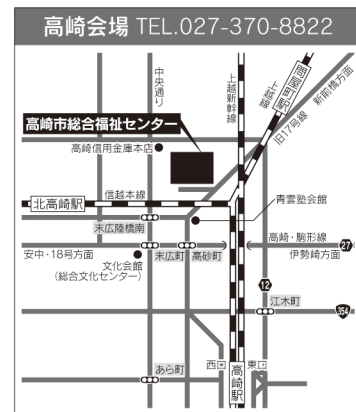 高崎会場 TEL.027-370-8822
中央通り
上越新幹線
上越線
問屋町駅
新前橋方面
旧17号線
高崎市総合福祉センター
高崎信用金庫本店
北高崎駅
信越本線
青雲塾会館
末広陸橋南
高崎・駒形線
27
安中・18号方面
末広町
高砂町
伊勢崎方面
文化会館
(総合文化センター)
12
江木町
354
西口
東口
あら町
高崎駅